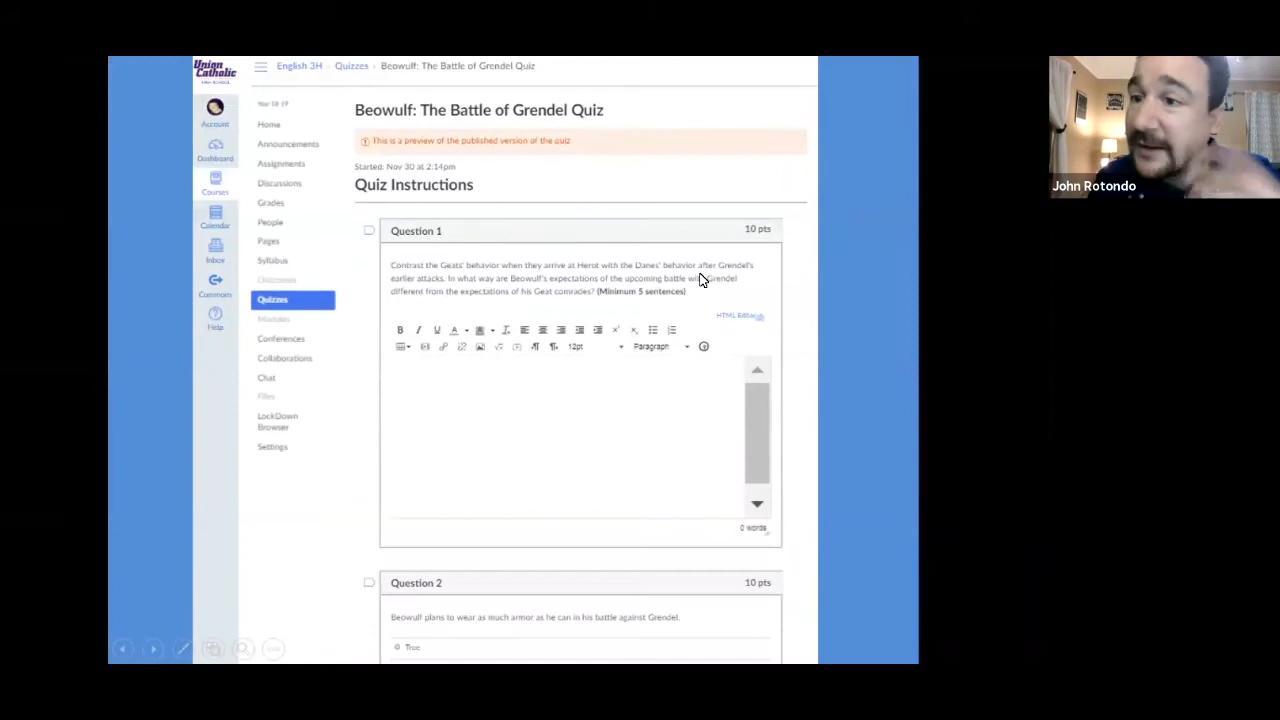 Union
Catholic
HIGH SCHOOL
English 3H › Quizzes › Beowulf: The Battle of Grendel Quiz
Account
Dashboard
Courses
Calendar
Inbox
Commons
Help
Home
Announcements
Assignments
Discussions
Grades
People
Pages
Syllabus
Outcomes
Quizzes
Modules
Conferences
Collaborations
Chat
Files
LockDown
Browser
Settings
Beowulf: The Battle of Grendel Quiz
This is a preview of the published version of the quiz
Started: Nov 30 at 2:14pm
Quiz Instructions
Question 1 10 pts
Contrast the Geats' behavior when they arrive at Herot with the Danes' behavior after Grendel's
earlier attacks. In what way are Beowulf's expectations of the upcoming battle with Grendel
different from the expectations of his Geat comrades? (Minimum 5 sentences)
HTML Editor
12pt Paragraph
0 words
Question 2 10 pts
Beowulf plans to wear as much armor as he can in his battle against Grendel.
True
John Rotondo